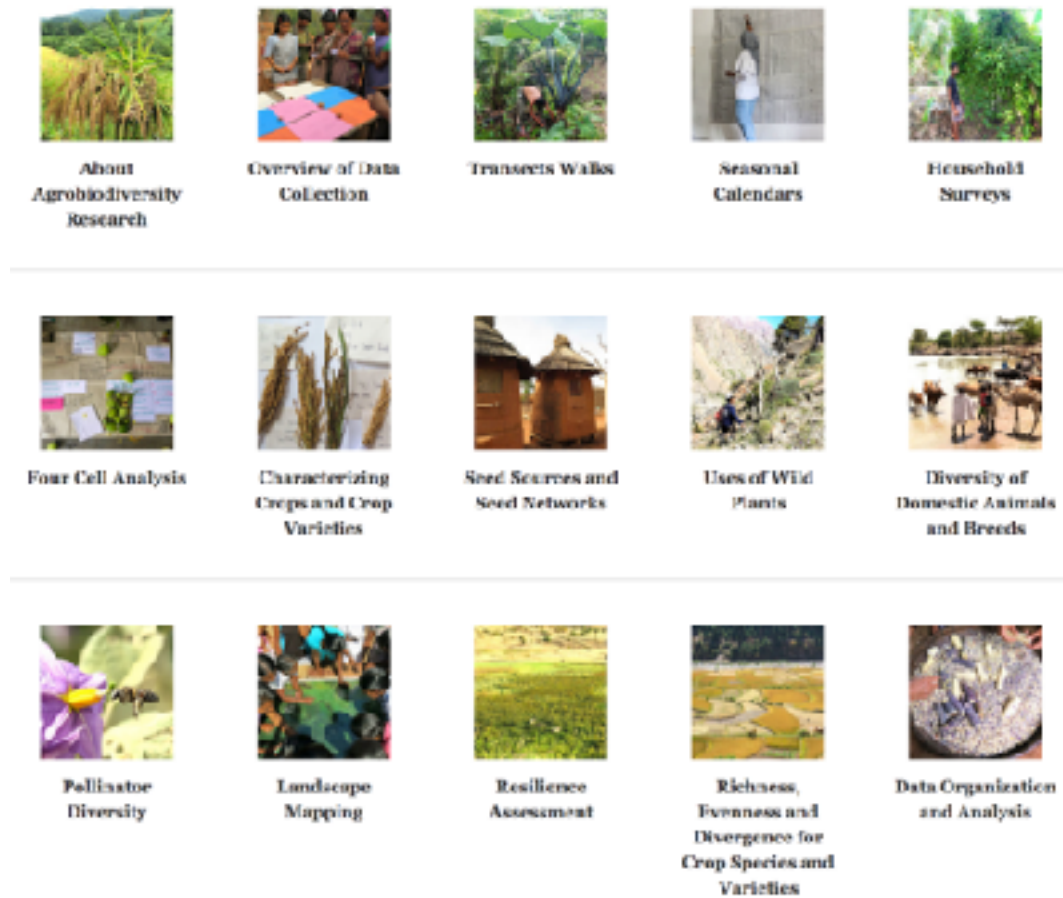 About
Agrobiodiversity
Research
Overview of Data
Collection
Transects Walks
Seasonal
Calendars
Household
Surveys
Four Cell Analysis
Characterizing
Crops and Crop
Varieties
Seed Sources and
Seed Networks
Uses of Wild
Plants
Diversity of
Domestic Animals
and Breeds
Pollinator
Diversity
Landscape
Mapping
Resilience
Assessment
Richness,
Evenness and
Divergence for
Crop Species and
Varieties
Data Organization
and Analysis